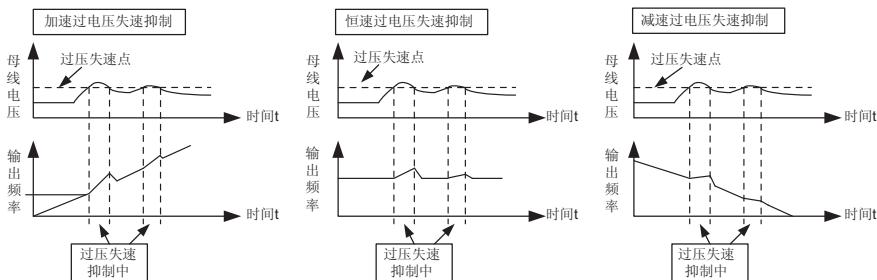 加速过电压失速抑制
母线电压
过压失速点
时间t
输出频率
时间t
过压失速
抑制中
恒速过电压失速抑制
母线电压
过压失速点
时间t
输出频率
时间t
过压失速
抑制中
减速过电压失速抑制
母线电压
过压失速点
时间t
输出频率
时间t
过压失速
抑制中